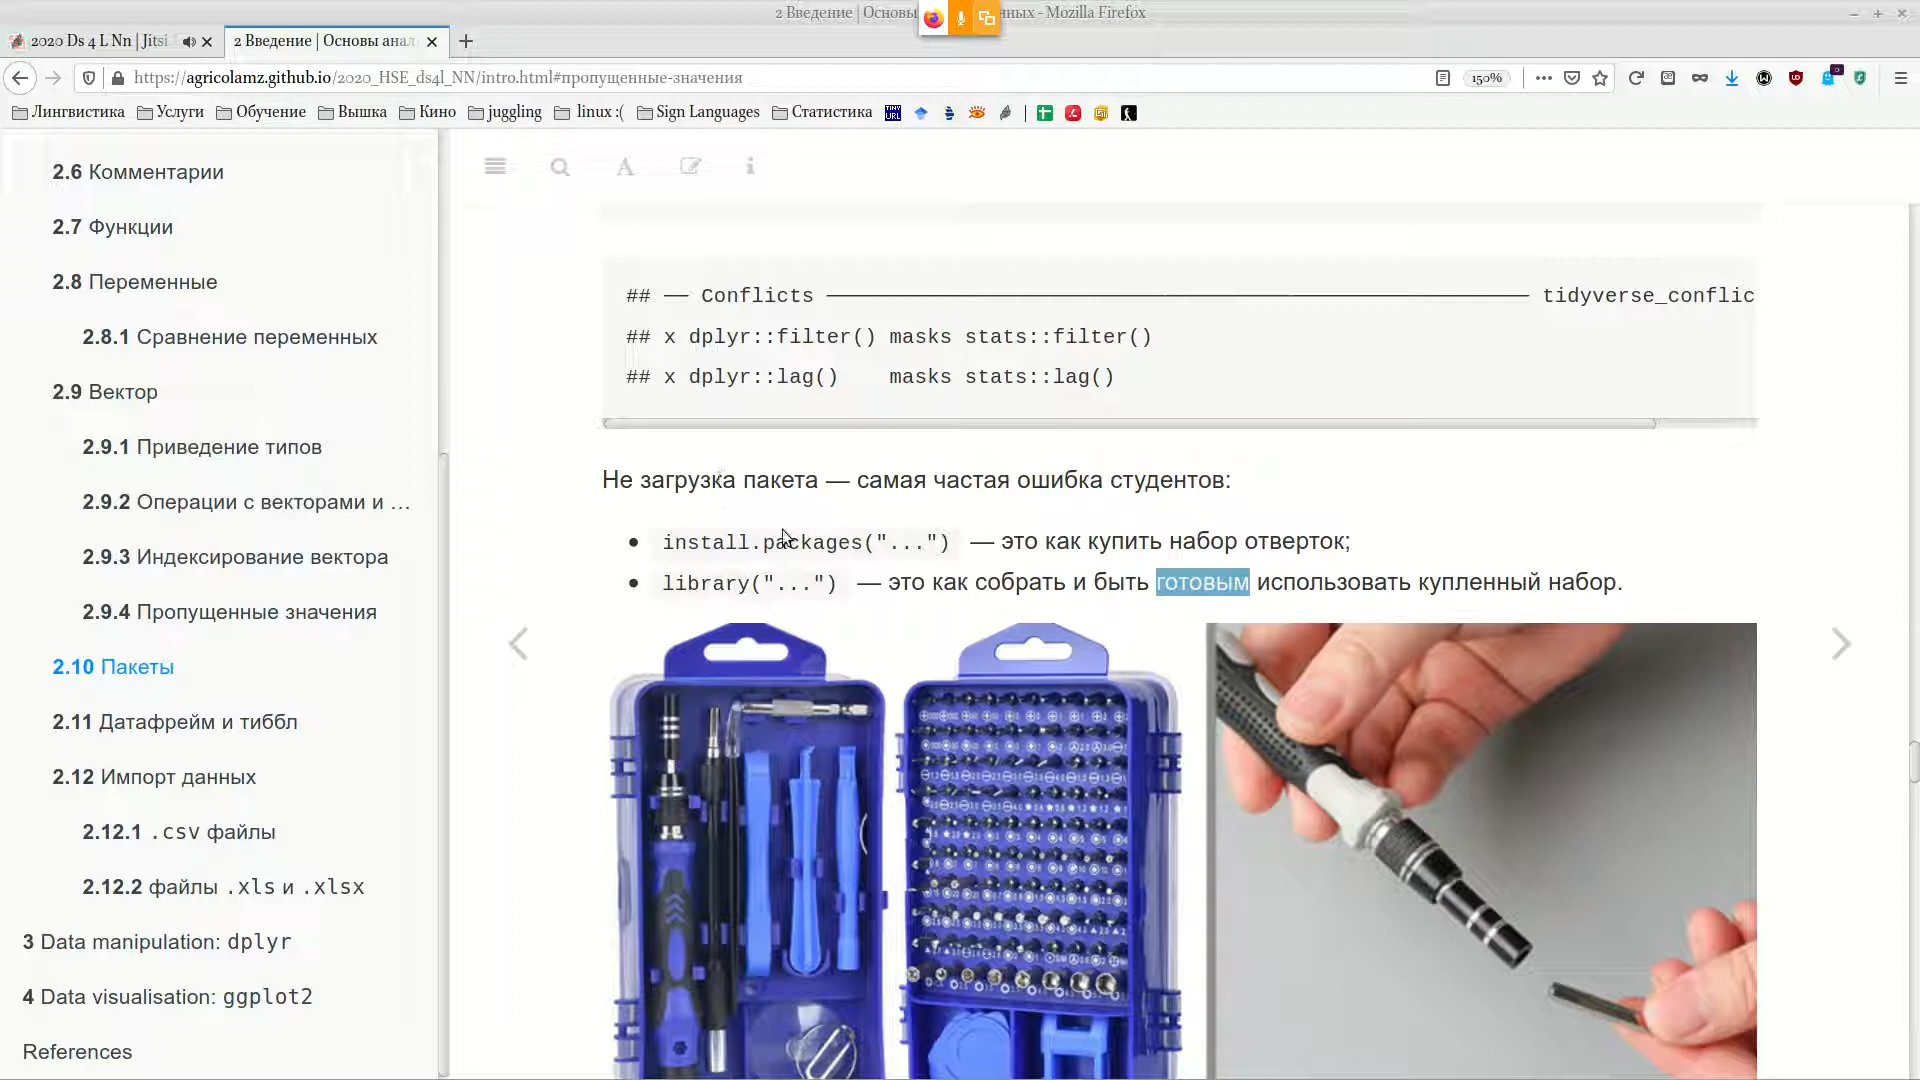 2 Введение | Основы
нных - Mozilla Firefox
2020 Ds 4 L Nn | Jitsi
2 Введение | Основы анал
https://agricolamz.github.io/2020_HSE_ds4l_NN/intro.html#пропущенные-значения
150%
Лингвистика
Услуги
Обучение
Вышка
Кино
juggling
linux :(
Sign Languages
Статистика
2.6 Комментарии
2.7 Функции
2.8 Переменные
2.8.1 Сравнение переменных
2.9 Вектор
2.9.1 Приведение типов
2.9.2 Операции с векторами и …
2.9.3 Индексирование вектора
2.9.4 Пропущенные значения
2.10 Пакеты
2.11 Датафрейм и тиббл
2.12 Импорт данных
2.12.1 .csv файлы
2.12.2 файлы .xls и .xlsx
3 Data manipulation: dplyr
4 Data visualisation: ggplot2
References
## ── Conflicts ──────────────────────────────────────── tidyverse_conflic
## x dplyr::filter() masks stats::filter()
## x dplyr::lag()    masks stats::lag()
Не загрузка пакета — самая частая ошибка студентов:
• install.packages("...") — это как купить набор отверток;
• library("...") — это как собрать и быть готовым использовать купленный набор.